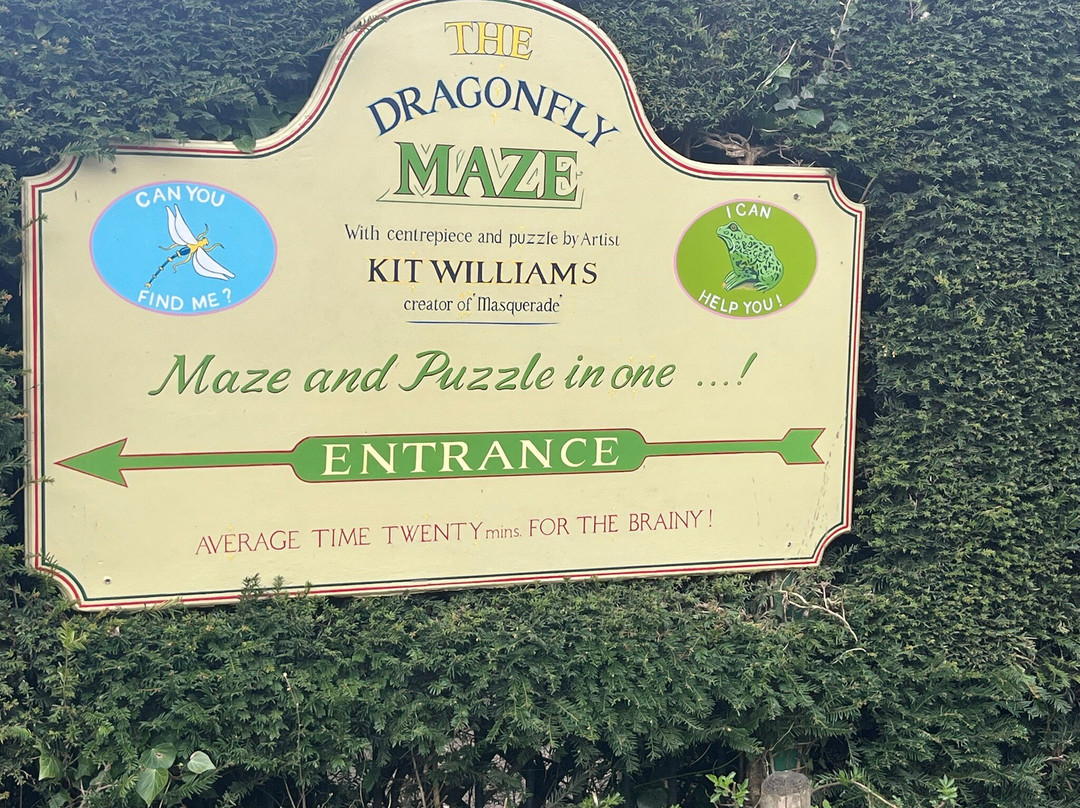 THE
DRAGONFLY
MAZE
CAN YOU
FIND ME?
I CAN
HELP YOU!
With centrepiece and puzzle by Artist
KIT WILLIAMS
creator of 'Masquerade'
Maze and Puzzle in one ...!
ENTRANCE
AVERAGE TIME TWENTY mins. FOR THE BRAINY!